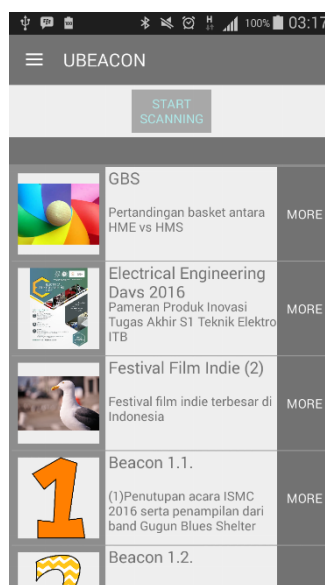 H
100% 03:17
UBEACON
START
SCANNING
GBS
Pertandingan basket antara
HME vs HMS
MORE
Electrical Engineering
Days 2016
Pameran Produk Inovasi
Tugas Akhir S1 Teknik Elektro
ITB
MORE
Festival Film Indie (2)
Festival film indie terbesar di
Indonesia
MORE
Beacon 1.1.
(1)Penutupan acara ISMC
2016 serta penampilan dari
band Gugun Blues Shelter
MORE
1
Beacon 1.2.
2